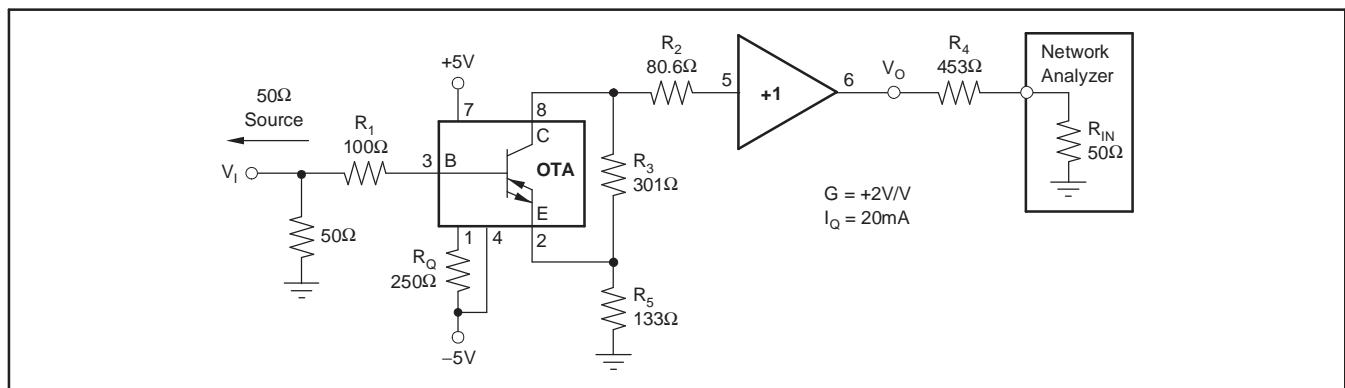 +5V
7
50Ω
Source
R1
100Ω
VI
50Ω
3
B
C
8
OTA
E
1
4
2
RQ
250Ω
–5V
R2
80.6Ω
R3
301Ω
R5
133Ω
5
+1
6
VO
R4
453Ω
G = +2V/V
IQ = 20mA
Network
Analyzer
RIN
50Ω